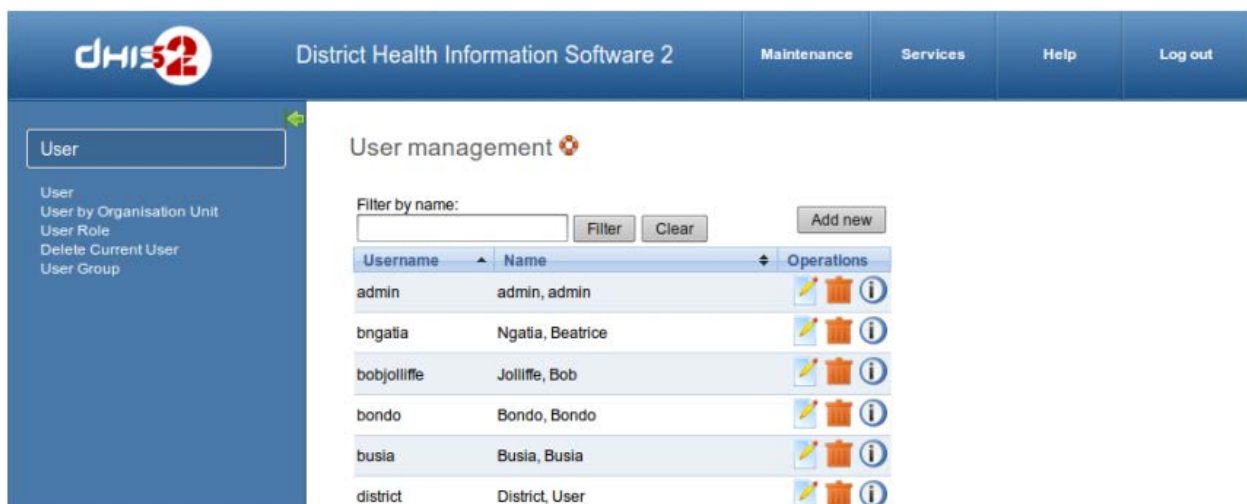 dHIS2
District Health Information Software 2
Maintenance
Services
Help
Log out
User
User
User by Organisation Unit
User Role
Delete Current User
User Group
User management
Filter by name:
Filter
Clear
Add new
Username Name Operations
admin admin, admin
bngatia Ngatia, Beatrice
bobjolliffe Jolliffe, Bob
bondo Bondo, Bondo
busia Busia, Busia
district District, User